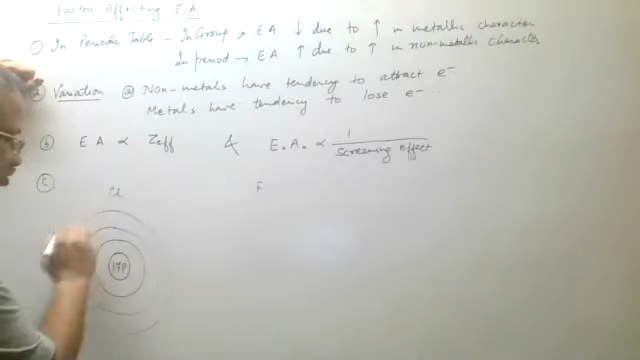 Factor Affecting E A
① In Periodic Table - In Group → EA ↓ due to ↑ in metallic character
In period → EA ↑ due to ↑ in non-metallic character
Variation ⓐ Non-metals have tendency to attract e⁻
Metals have tendency to lose e⁻.
ⓑ E A ∝ Zeff & E.A. ∝ 1 / screening effect
ⓒ
Cl F
17P